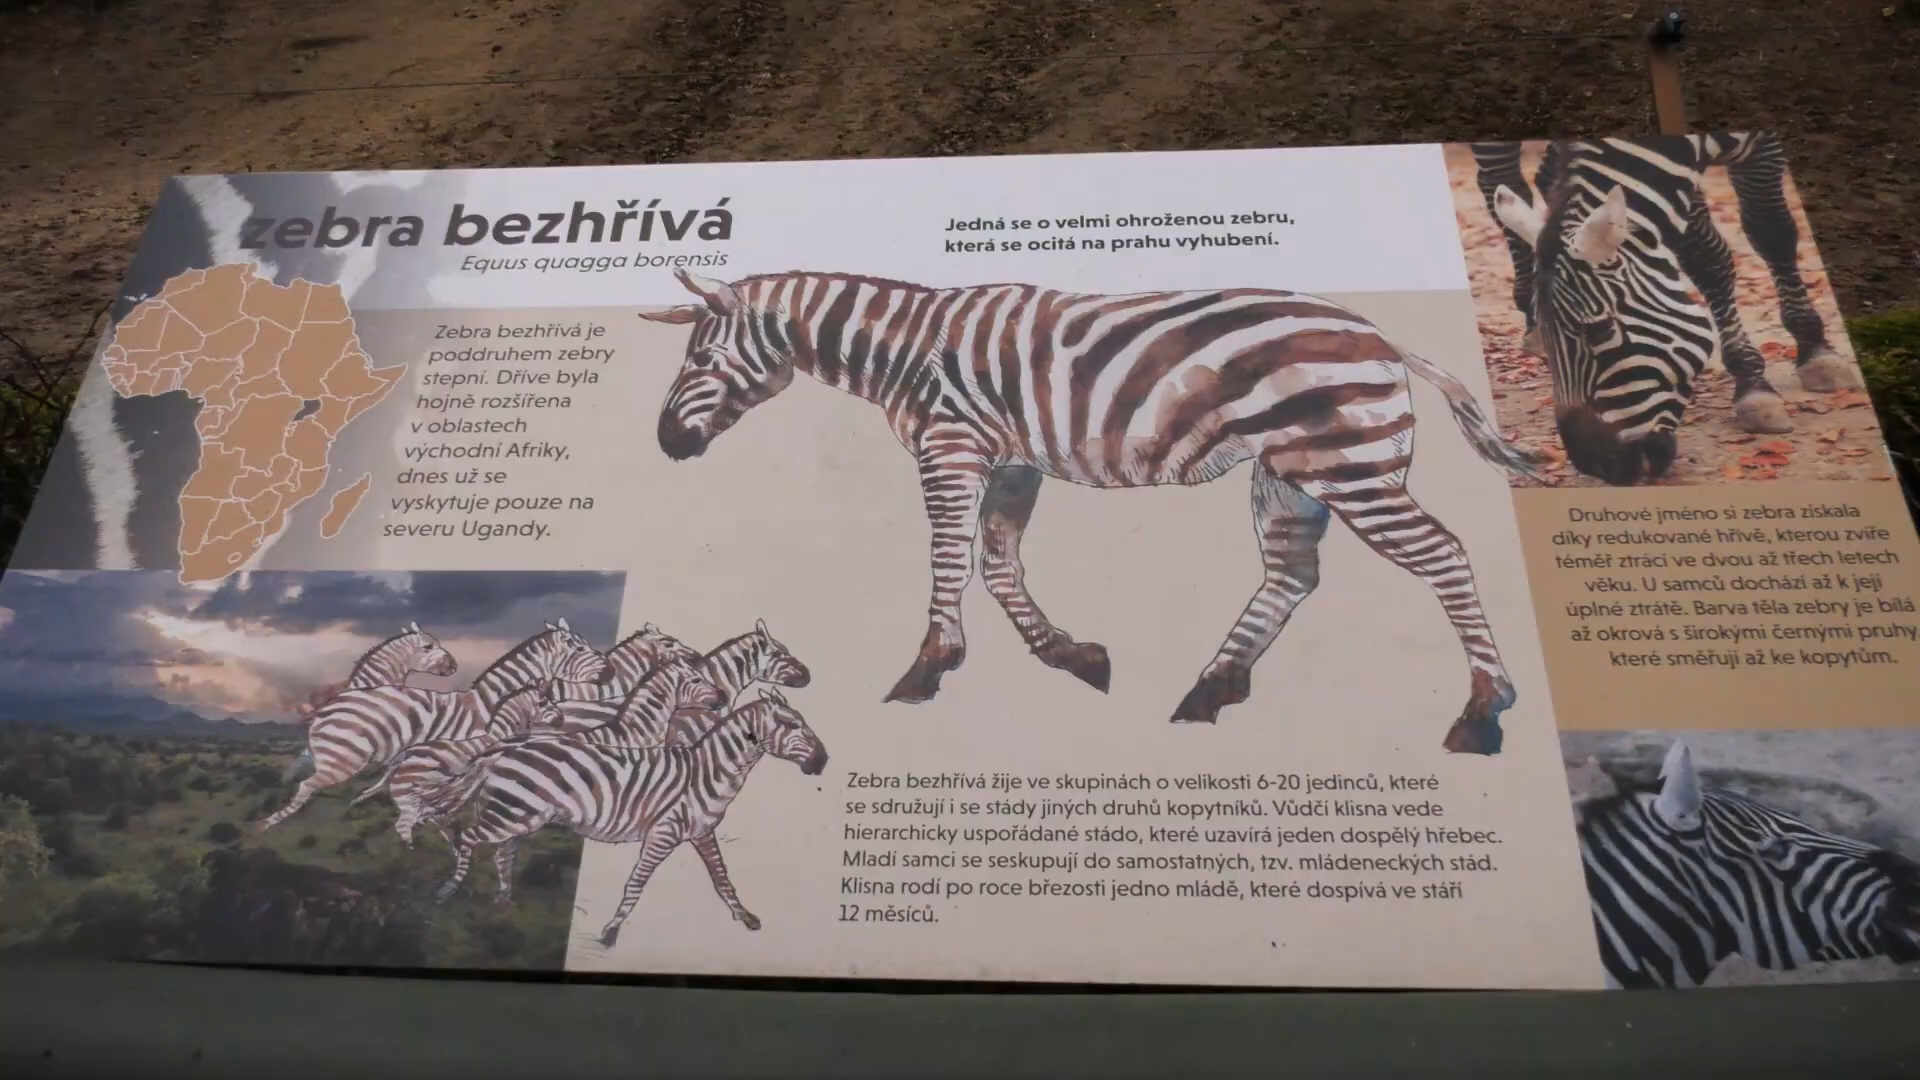 zebra bezhřívá
Equus quagga borensis
Jedná se o velmi ohroženou zebru,
která se ocitá na prahu vyhubení.
Zebra bezhřívá je
poddruhem zebry
stepní. Dříve byla
hojně rozšířena
v oblastech
východní Afriky,
dnes už se
vyskytuje pouze na
severu Ugandy.
Druhové jméno si zebra získala
díky redukované hřívě, kterou zvíře
téměř ztrácí ve dvou až třech letech
věku. U samců dochází až k její
úplné ztrátě. Barva těla zebry je bílá
až okrová s širokými černými pruhy,
které směřují až ke kopytům.
Zebra bezhřívá žije ve skupinách o velikosti 6-20 jedinců, které
se sdružují i se stády jiných druhů kopytníků. Vůdčí klisna vede
hierarchicky uspořádané stádo, které uzavírá jeden dospělý hřebec.
Mladí samci se seskupují do samostatných, tzv. mládeneckých stád.
Klisna rodí po roce březosti jedno mládě, které dospívá ve stáří
12 měsíců.